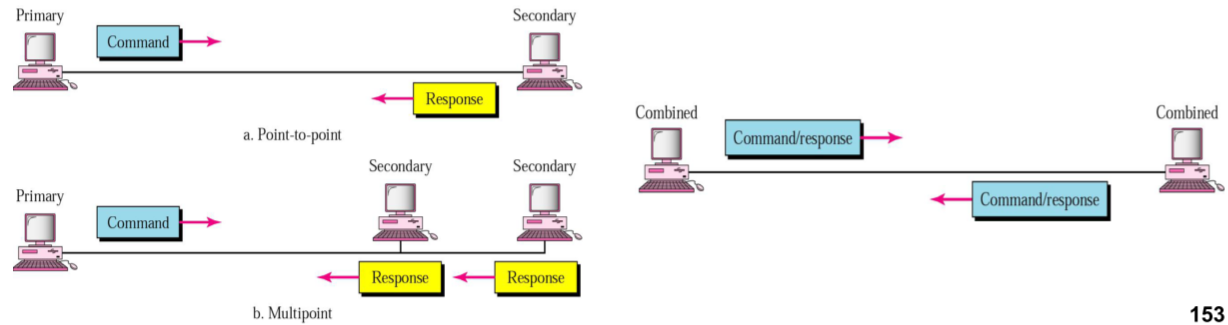 Primary
Secondary
Command
Response
a. Point-to-point
Secondary
Secondary
Primary
Command
Response
Response
b. Multipoint
Combined
Combined
Command/response
Command/response
153